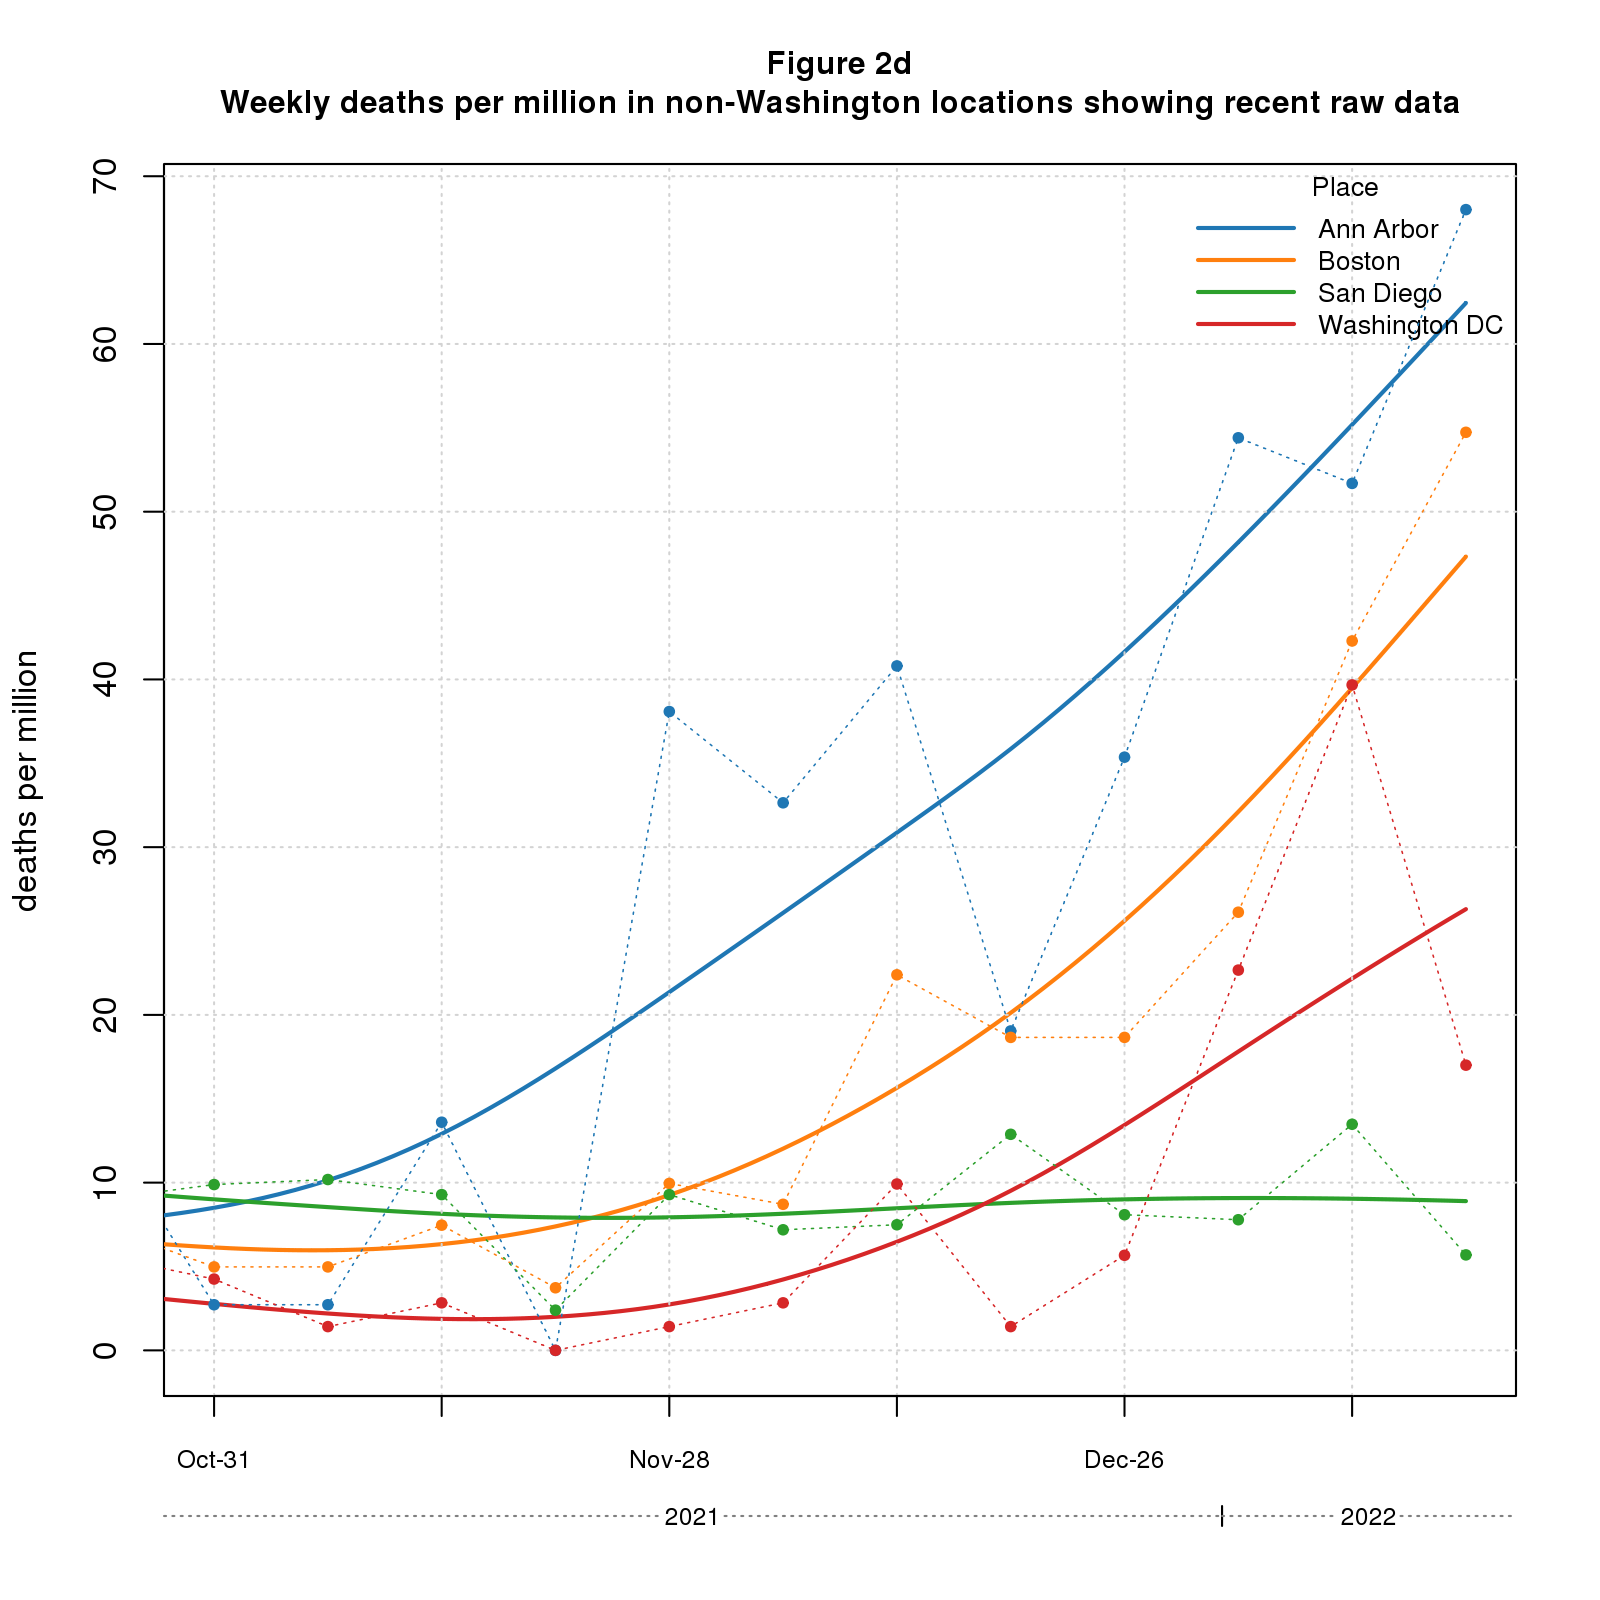 Figure 2d
Weekly deaths per million in non-Washington locations showing recent raw data
Place
Ann Arbor
Boston
San Diego
Washington DC
deaths per million
70
60
50
40
30
20
10
0
Oct-31
Nov-28
Dec-26
2021
2022